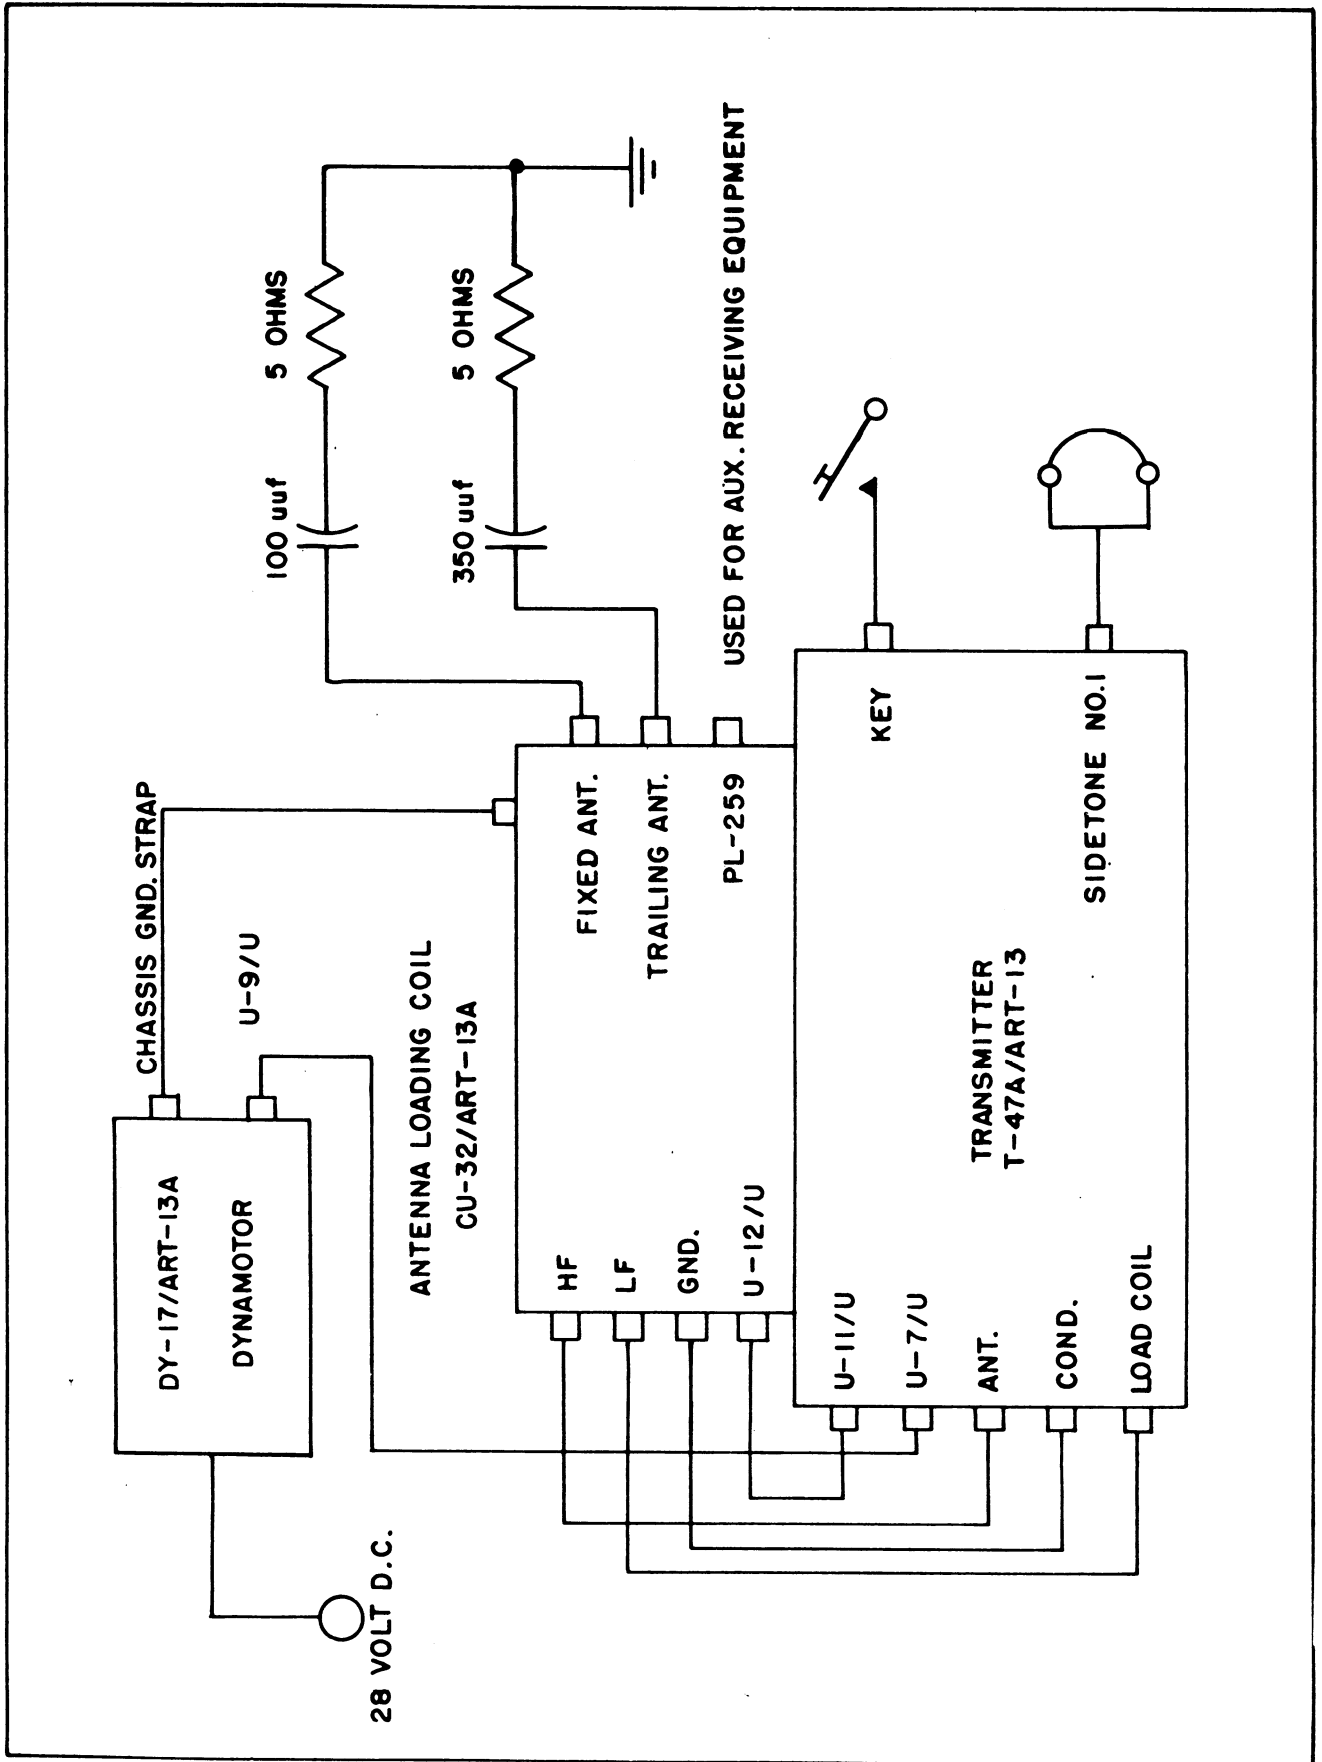 28 VOLT D.C.
DY-17/ART-13A
DYNAMOTOR
CHASSIS GND. STRAP
U-9/U
ANTENNA LOADING COIL
CU-32/ART-13A
100 uuf
5 OHMS
350 uuf
5 OHMS
HF
LF
GND.
U-12/U
FIXED ANT.
TRAILING ANT.
PL-259
USED FOR AUX. RECEIVING EQUIPMENT
U-11/U
U-7/U
ANT.
COND.
LOAD COIL
TRANSMITTER
T-47A/ART-13
KEY
SIDETONE NO.1